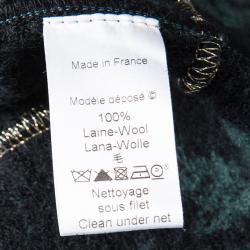 Made in France
Modèle déposé ©
100%
Laine-Wool
Lana-Wolle
Nettoyage
sous filet
Clean under net